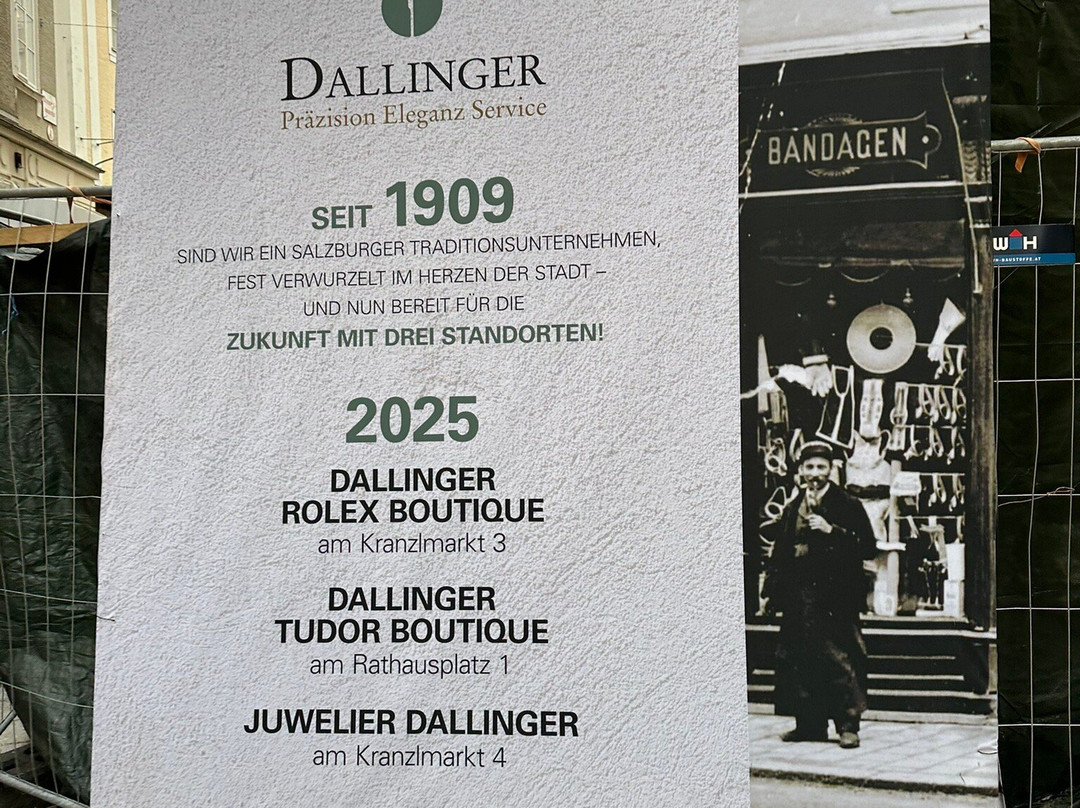 DALLINGER
Präzision Eleganz Service
SEIT 1909
SIND WIR EIN SALZBURGER TRADITIONSUNTERNEHMEN,
FEST VERWURZELT IM HERZEN DER STADT –
UND NUN BEREIT FÜR DIE
ZUKUNFT MIT DREI STANDORTEN!
2025
DALLINGER
ROLEX BOUTIQUE
am Kranzlmarkt 3
DALLINGER
TUDOR BOUTIQUE
am Rathausplatz 1
JUWELIER DALLINGER
am Kranzlmarkt 4
BANDAGEN
W H